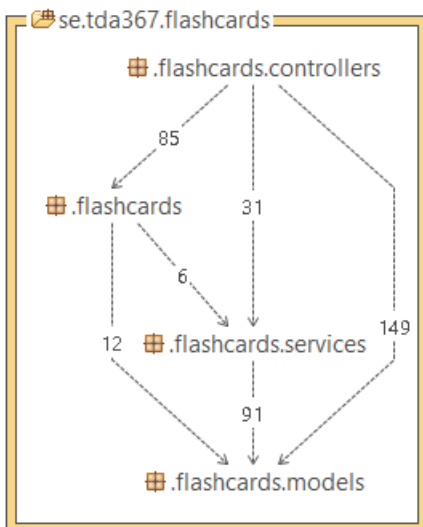 se.tda367.flashcards
.flashcards.controllers
85
.flashcards
31
6
149
12
.flashcards.services
91
.flashcards.models